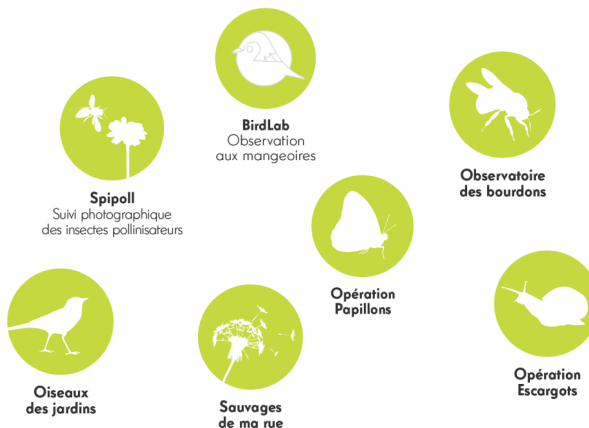 BirdLab
Observation
aux mangeoires
Spipoll
Suivi photographique
des insectes pollinisateurs
Observatoire
des bourdons
Opération
Papillons
Oiseaux
des jardins
Sauvages
de ma rue
Opération
Escargots